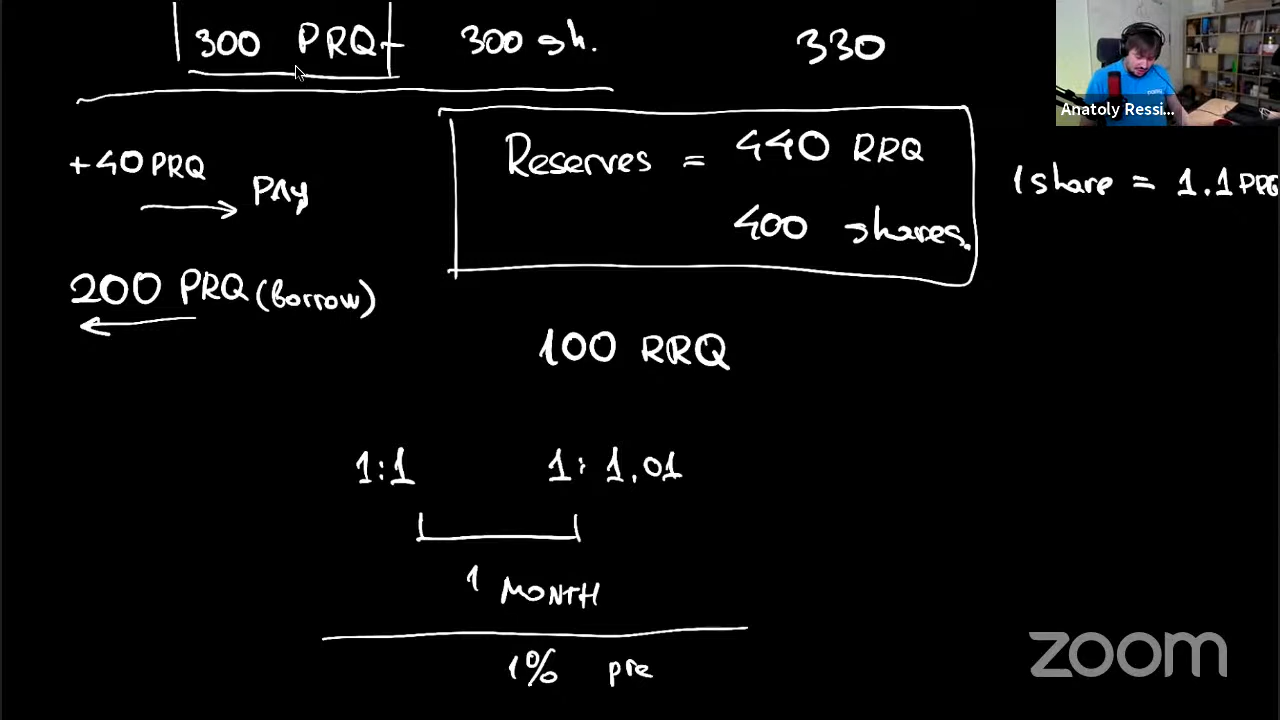 300 PRQ 300 sh. 330
Anatoly Ressi...
+40 PRQ
PAY
Reserves = 440 RRQ
400 shares.
1 share = 1.1 PRQ
200 PRQ (borrow)
100 RRQ
1:1 1: 1.01
1 MONTH
1% pre
zoom